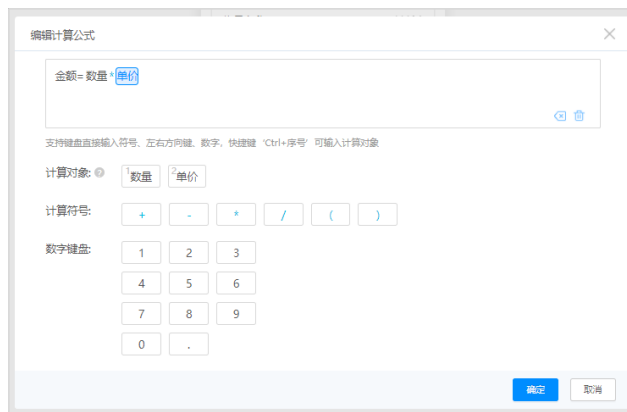 编辑计算公式
金额= 数量 * 单价
支持键盘直接输入符号、左右方向键、数字，快捷键‘Ctrl+序号’可输入计算对象
计算对象: 1数量 2单价
计算符号: + - * / ( )
数字键盘: 1 2 3
4 5 6
7 8 9
0 .
确定 取消